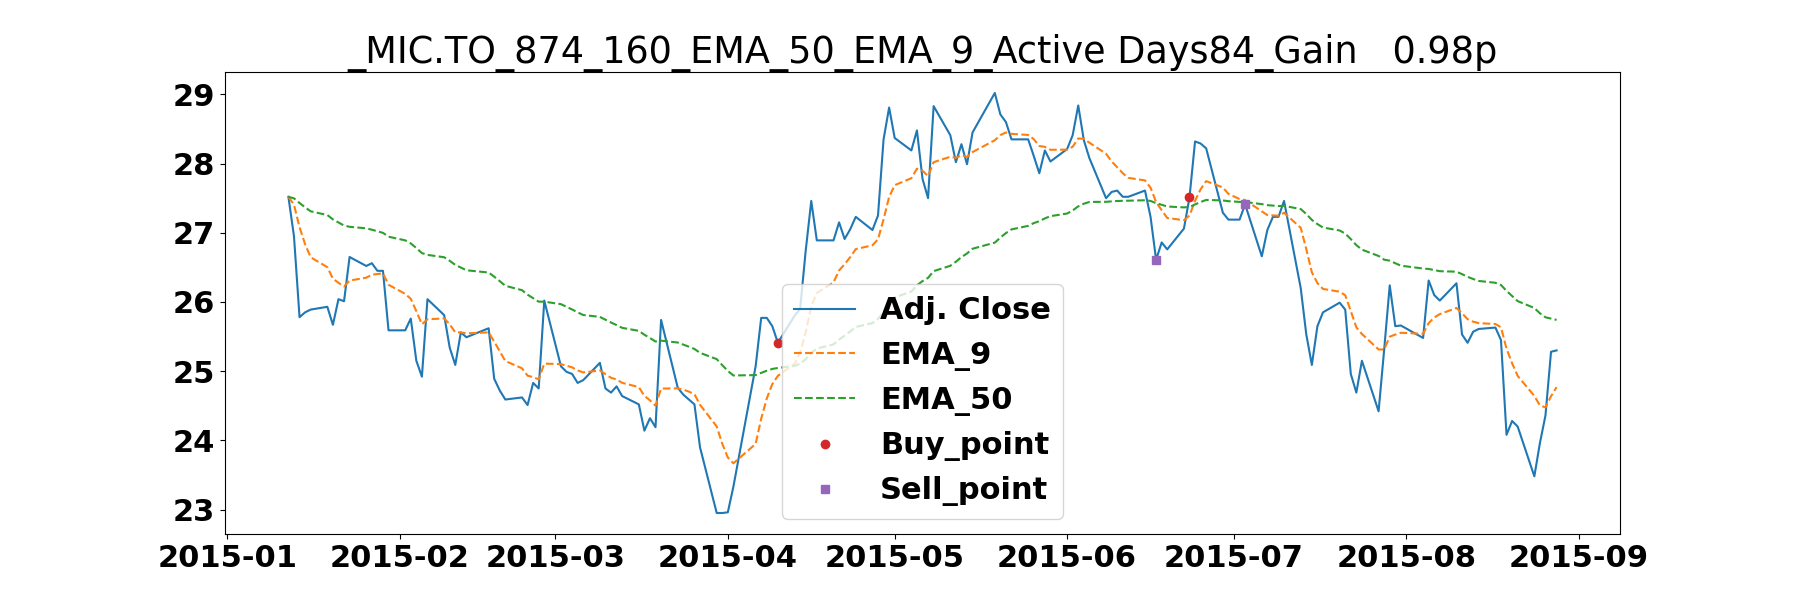 _MIC.TO_874_160_EMA_50_EMA_9_Active Days84_Gain   0.98p
29
28
27
26
25
24
23
Adj. Close
EMA_9
EMA_50
Buy_point
Sell_point
2015-01 2015-02 2015-03 2015-04 2015-05 2015-06 2015-07 2015-08 2015-09